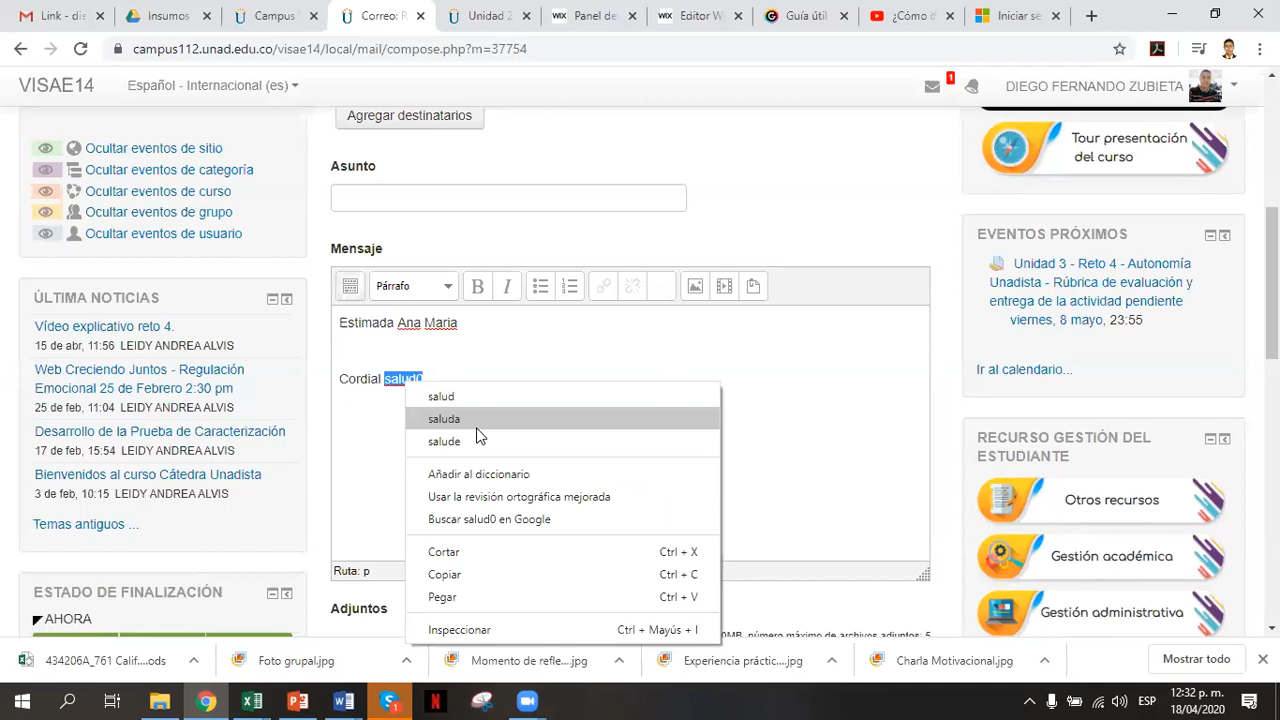 Link - dis
Insumos
Campus
Correo: R
Unidad Z
Panel de
WIX
Editor W
WIX
Guía útil
¿Cómo d
Iniciar se
campus112.unad.edu.co/visae14/local/mail/compose.php?m=37754
VISAE14
Español - Internacional (es)
1
DIEGO FERNANDO ZUBIETA
Ocultar eventos de sitio
Ocultar eventos de categoría
Ocultar eventos de curso
Ocultar eventos de grupo
Ocultar eventos de usuario
ÚLTIMA NOTICIAS
Vídeo explicativo reto 4.
15 de abr, 11:56 LEIDY ANDREA ALVIS
Web Creciendo Juntos - Regulación
Emocional 25 de Febrero 2:30 pm
25 de feb, 11:04 LEIDY ANDREA ALVIS
Desarrollo de la Prueba de Caracterización
17 de feb, 15:54 LEIDY ANDREA ALVIS
Bienvenidos al curso Cátedra Unadista
3 de feb, 10:15 LEIDY ANDREA ALVIS
Temas antiguos ...
ESTADO DE FINALIZACIÓN
AHORA
Agregar destinatarios
Asunto
Mensaje
Párrafo
B I
Estimada Ana Maria
Cordial salud0
Ruta: p
Adjuntos
número máximo de archivos adjuntos: 5
salud
saluda
salude
Añadir al diccionario
Usar la revisión ortográfica mejorada
Buscar salud0 en Google
Cortar Ctrl + X
Copiar Ctrl + C
Pegar Ctrl + V
Inspeccionar Ctrl + Mayús + I
Tour presentación
del curso
EVENTOS PRÓXIMOS
Unidad 3 - Reto 4 - Autonomía
Unadista - Rúbrica de evaluación y
entrega de la actividad pendiente
viernes, 8 mayo, 23:55
Ir al calendario...
RECURSO GESTIÓN DEL
ESTUDIANTE
Otros recursos
Gestión académica
Gestión administrativa
434206A_761 Calif....ods
Foto grupal.jpg
Momento de refle....jpg
Experiencia práctic....jpg
Charla Motivacional.jpg
Mostrar todo
ESP
12:32 p. m.
18/04/2020